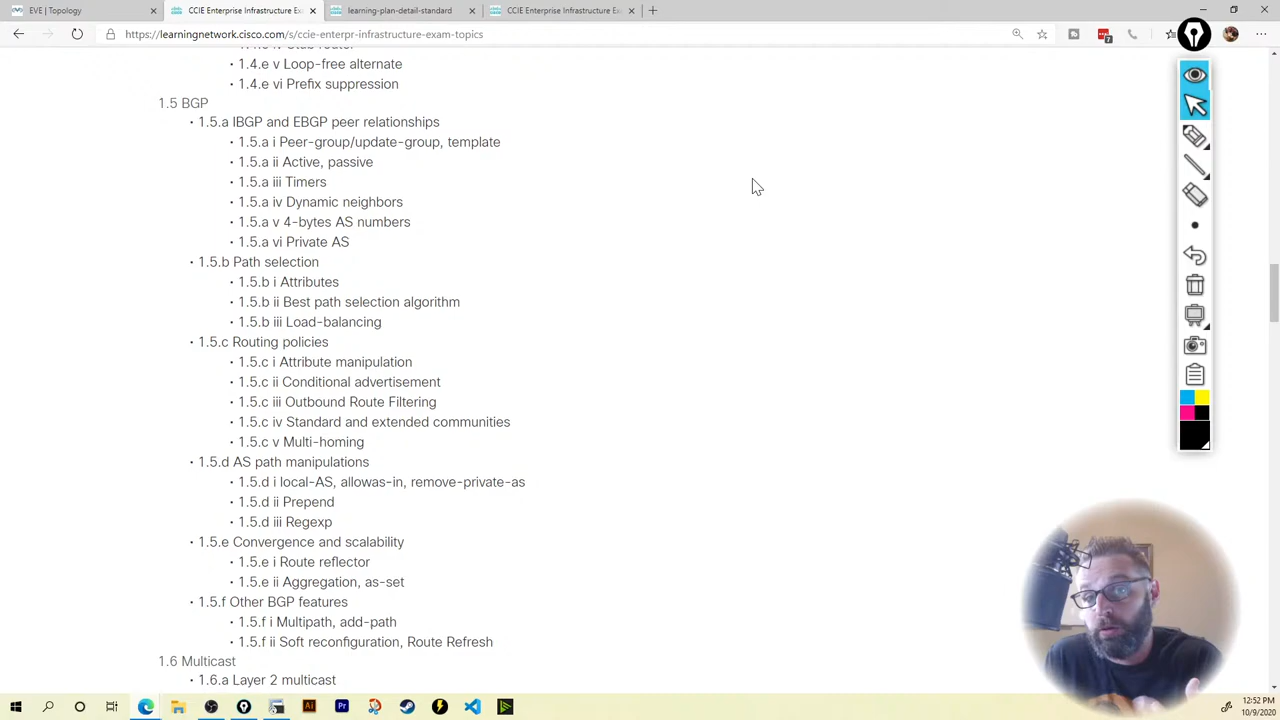 EVE | Topology
CCIE Enterprise Infrastructure Ex
learning-plan-detail-standard
CCIE Enterprise Infrastructure Ex
https://learningnetwork.cisco.com/s/ccie-enterpr-infrastructure-exam-topics
7
• 1.4.e v Loop-free alternate
• 1.4.e vi Prefix suppression
1.5 BGP
• 1.5.a IBGP and EBGP peer relationships
• 1.5.a i Peer-group/update-group, template
• 1.5.a ii Active, passive
• 1.5.a iii Timers
• 1.5.a iv Dynamic neighbors
• 1.5.a v 4-bytes AS numbers
• 1.5.a vi Private AS
• 1.5.b Path selection
• 1.5.b i Attributes
• 1.5.b ii Best path selection algorithm
• 1.5.b iii Load-balancing
• 1.5.c Routing policies
• 1.5.c i Attribute manipulation
• 1.5.c ii Conditional advertisement
• 1.5.c iii Outbound Route Filtering
• 1.5.c iv Standard and extended communities
• 1.5.c v Multi-homing
• 1.5.d AS path manipulations
• 1.5.d i local-AS, allowas-in, remove-private-as
• 1.5.d ii Prepend
• 1.5.d iii Regexp
• 1.5.e Convergence and scalability
• 1.5.e i Route reflector
• 1.5.e ii Aggregation, as-set
• 1.5.f Other BGP features
• 1.5.f i Multipath, add-path
• 1.5.f ii Soft reconfiguration, Route Refresh
1.6 Multicast
• 1.6.a Layer 2 multicast
Ai
Pr
12:52 PM
10/9/2020